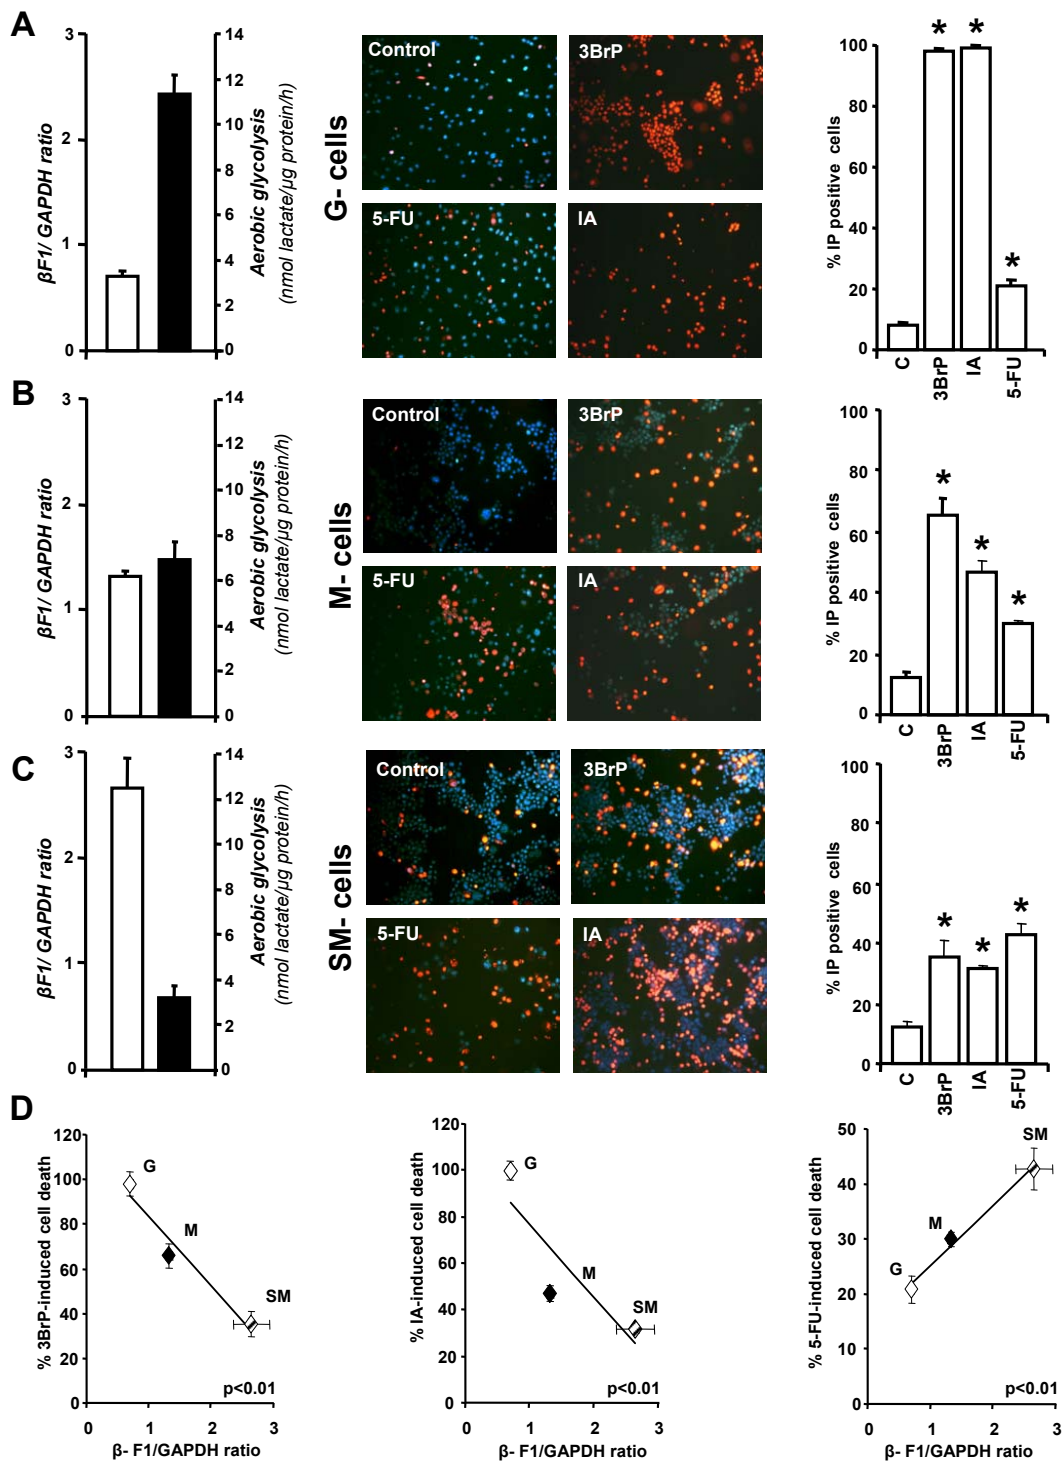 A
3
2
1
0
βF1/ GAPDH ratio
14
12
10
8
6
4
2
0
Aerobic glycolysis
(nmol lactate/µg protein/h)
G- cells
Control
3BrP
5-FU
IA
% IP positive cells
100
80
60
40
20
0
*
*
*
C
3BrP
IA
5-FU
B
3
2
1
0
βF1/ GAPDH ratio
14
12
10
8
6
4
2
0
Aerobic glycolysis
(nmol lactate/µg protein/h)
M- cells
Control
3BrP
5-FU
IA
% IP positive cells
100
80
60
40
20
0
*
*
*
C
3BrP
IA
5-FU
C
3
2
1
0
βF1/ GAPDH ratio
14
12
10
8
6
4
2
0
Aerobic glycolysis
(nmol lactate/µg protein/h)
SM- cells
Control
3BrP
5-FU
IA
% IP positive cells
100
80
60
40
20
0
*
*
*
C
3BrP
IA
5-FU
D
% 3BrP-induced cell death
120
100
80
60
40
20
0
G
M
SM
p<0.01
0 1 2 3
β- F1/GAPDH ratio
% IA-induced cell death
120
100
80
60
40
20
0
G
M
SM
p<0.01
0 1 2 3
β- F1/GAPDH ratio
% 5-FU-induced cell death
50
40
30
20
10
0
SM
M
G
p<0.01
0 1 2 3
β- F1/GAPDH ratio